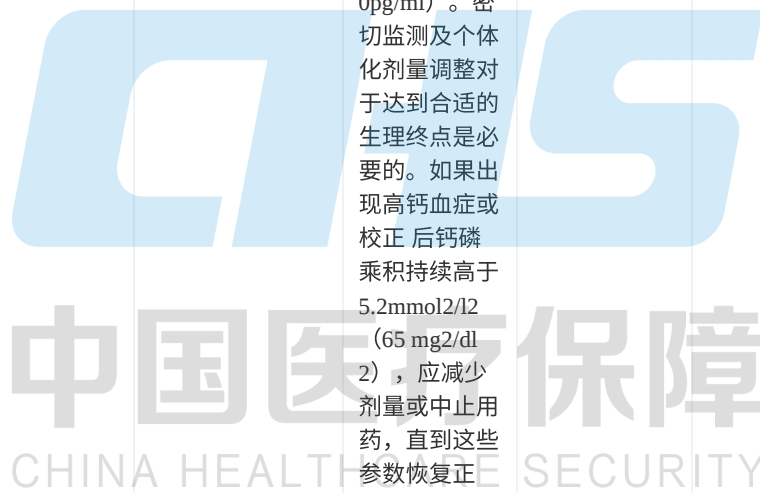 0pg/ml）。密
切监测及个体
化剂量调整对
于达到合适的
生理终点是必
要的。如果出
现高钙血症或
校正 后钙磷
乘积持续高于
5.2mmol2/l2
（65 mg2/dl
2），应减少
剂量或中止用
药，直到这些
参数恢复正
中国医疗保障
CHINA HEALTHCARE SECURITY